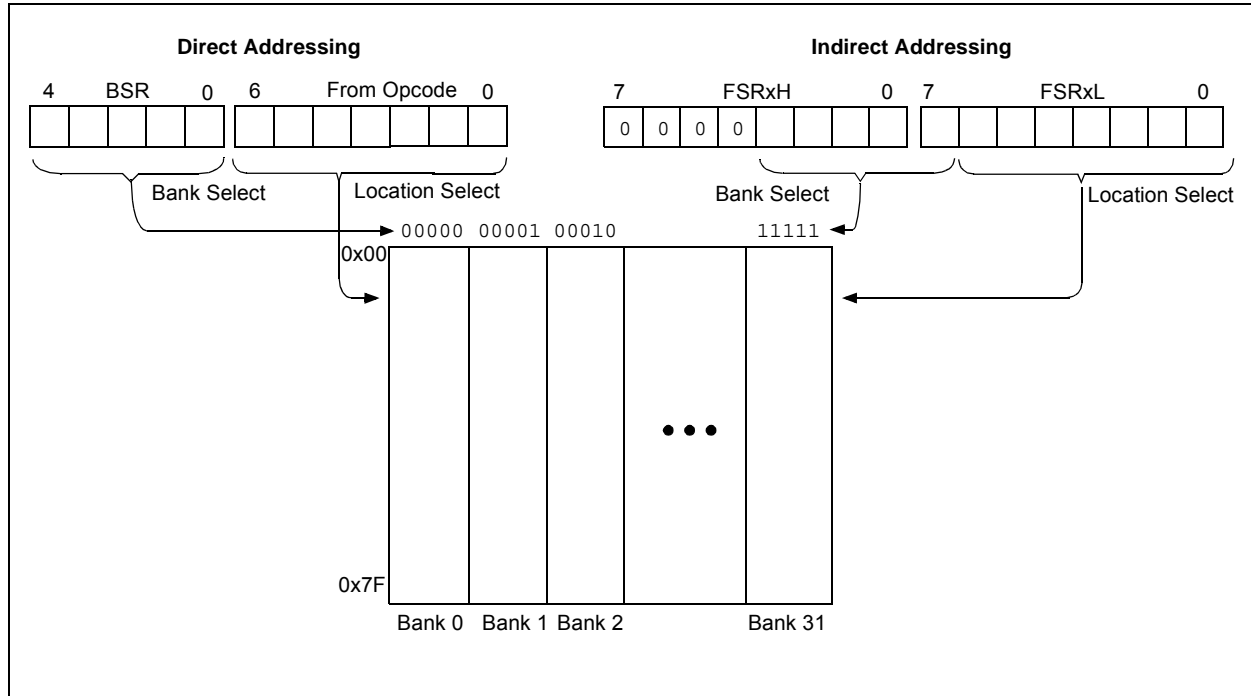 Direct Addressing
Indirect Addressing
4 BSR 0 6 From Opcode 0
7 FSRxH 0 7 FSRxL 0
0 0 0 0
Bank Select
Location Select
Bank Select
Location Select
00000 00001 00010 11111
0x00
0x7F
Bank 0 Bank 1 Bank 2 Bank 31